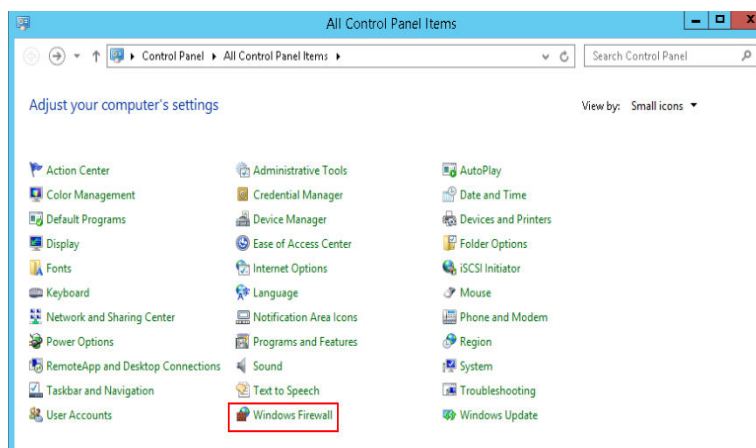 All Control Panel Items
Control Panel All Control Panel Items Search Control Panel
Adjust your computer's settings View by: Small icons
Action Center Administrative Tools AutoPlay
Color Management Credential Manager Date and Time
Default Programs Device Manager Devices and Printers
Display Ease of Access Center Folder Options
Fonts Internet Options iSCSI Initiator
Keyboard Language Mouse
Network and Sharing Center Notification Area Icons Phone and Modem
Power Options Programs and Features Region
RemoteApp and Desktop Connections Sound System
Taskbar and Navigation Text to Speech Troubleshooting
User Accounts Windows Firewall Windows Update